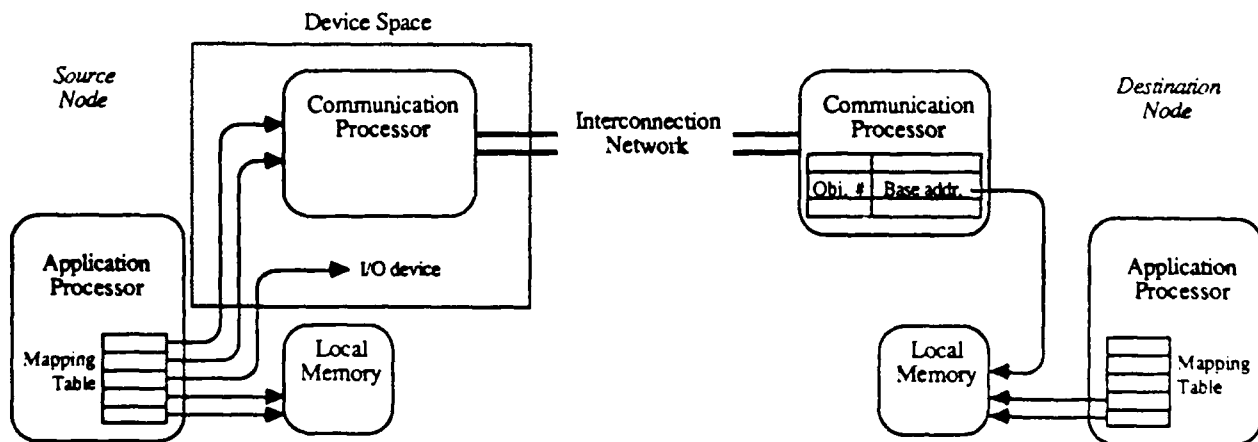 Device Space
Source
Node
Communication
Processor
Interconnection
Network
Communication
Processor
Obj. #
Base addr.
Destination
Node
Application
Processor
I/O device
Mapping
Table
Local
Memory
Local
Memory
Application
Processor
Mapping
Table